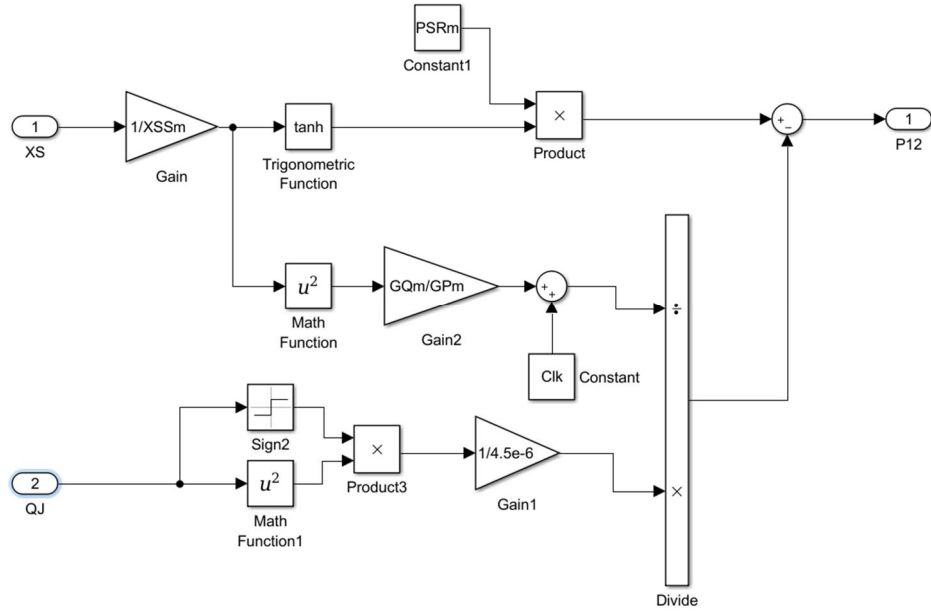 PSRm
Constant1
1
XS
1/XSSm
Gain
tanh
Trigonometric
Function
×
Product
+
−
1
P12
u²
Math
Function
GQm/GPm
Gain2
+
+
Clk
Constant
÷
×
Divide
Sign2
2
QJ
u²
Math
Function1
×
Product3
1/4.5e-6
Gain1